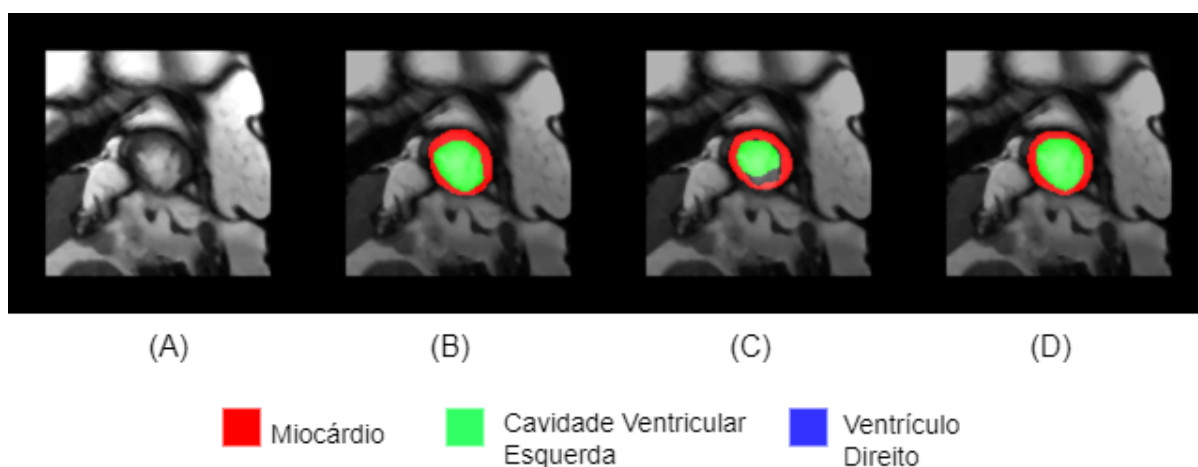 (A) (B) (C) (D)
Miocárdio
Cavidade Ventricular
Esquerda
Ventrículo
Direito